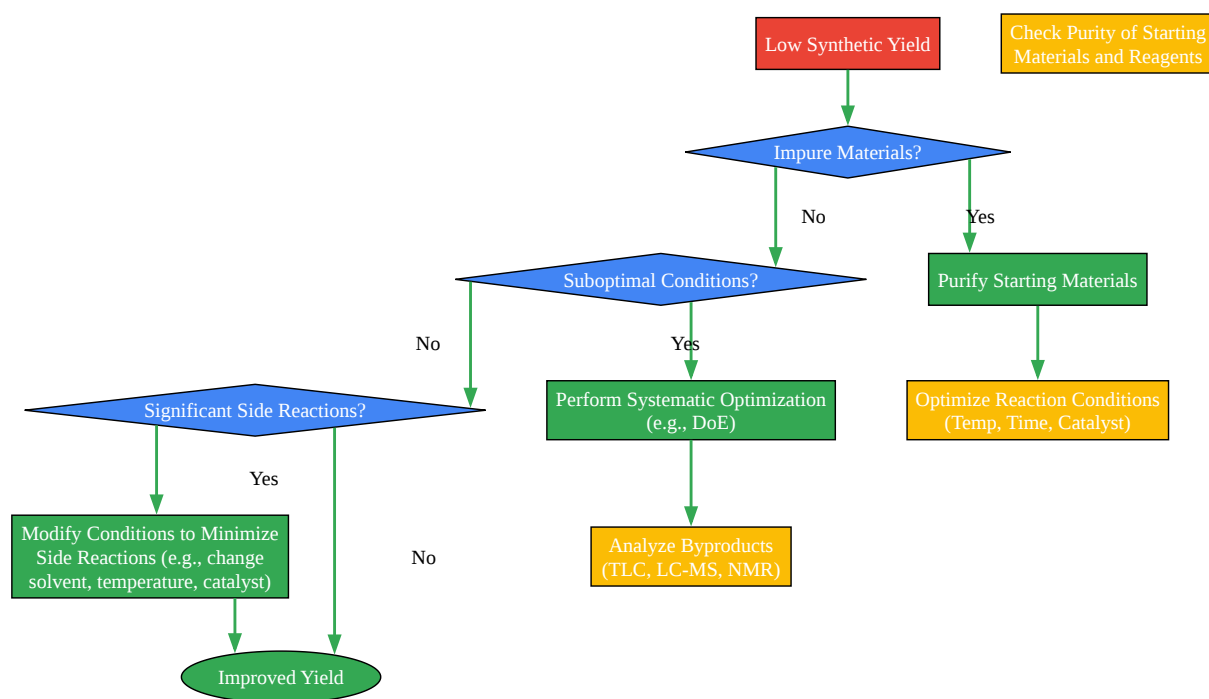 Low Synthetic Yield
Check Purity of Starting
Materials and Reagents
Impure Materials?
No
Yes
Suboptimal Conditions?
Purify Starting Materials
No
Yes
Significant Side Reactions?
Perform Systematic Optimization
(e.g., DoE)
Optimize Reaction Conditions
(Temp, Time, Catalyst)
Yes
No
Modify Conditions to Minimize
Side Reactions (e.g., change
solvent, temperature, catalyst)
Analyze Byproducts
(TLC, LC-MS, NMR)
Improved Yield